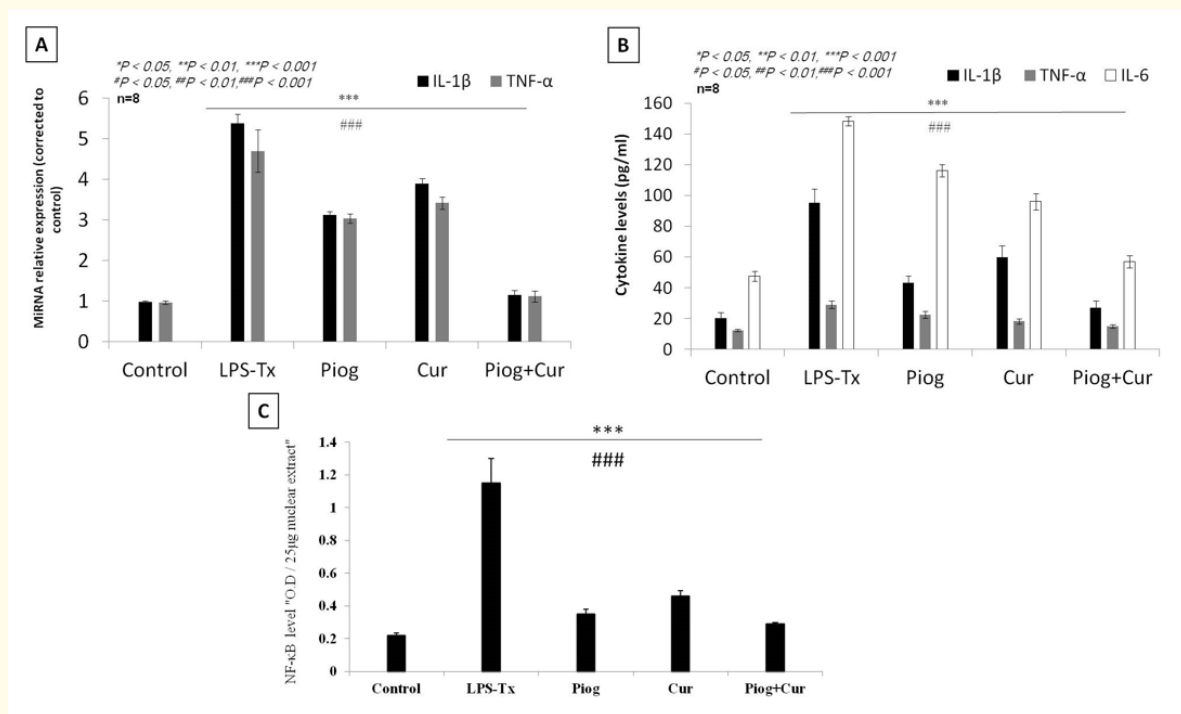 A
*P < 0.05, **P < 0.01, ***P < 0.001
#P < 0.05, ##P < 0.01,###P < 0.001
n=8
IL-1β TNF-α
***
###
MiRNA relative expression (corrected to
control)
6
5
4
3
2
1
0
Control LPS-Tx Piog Cur Piog+Cur
B
*P < 0.05, **P < 0.01, ***P < 0.001
#P < 0.05, ##P < 0.01,###P < 0.001
n=8
IL-1β TNF-α IL-6
***
###
Cytokine levels (pg/ml)
160
140
120
100
80
60
40
20
0
Control LPS-Tx Piog Cur Piog+Cur
C
***
###
NF-κB level "O.D / 25µg nuclear extract"
1.4
1.2
1
0.8
0.6
0.4
0.2
0
Control LPS-Tx Piog Cur Piog+Cur